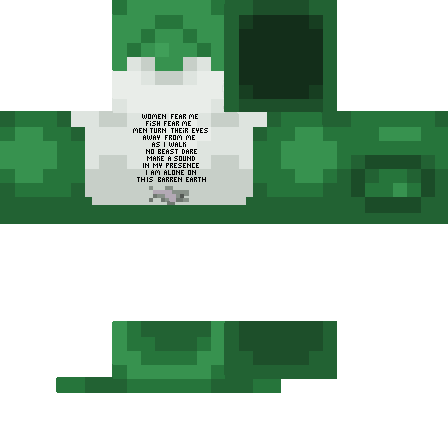 WOMEN FEAR ME
FISH FEAR ME
MEN TURN THEIR EYES
AWAY FROM ME
AS I WALK
NO BEAST DARE
MAKE A SOUND
IN MY PRESENCE
I AM ALONE ON
THIS BARREN EARTH